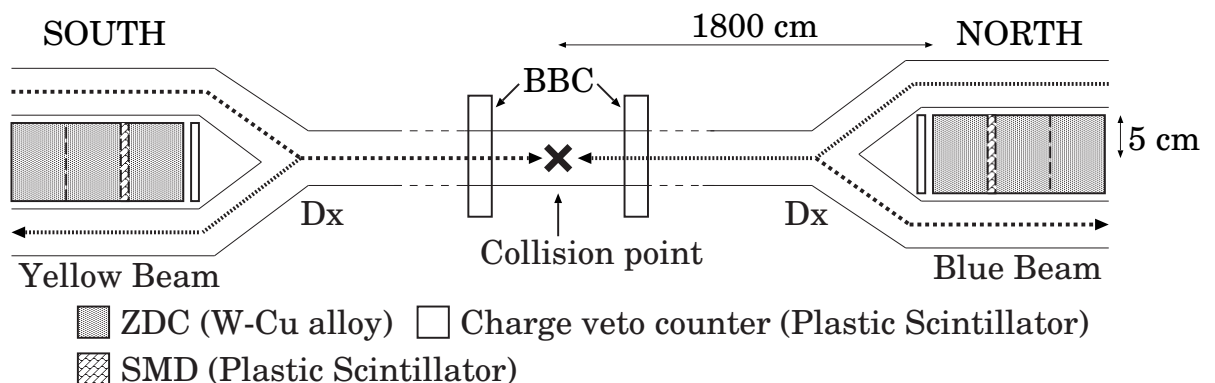 1800 cm
SOUTH
NORTH
BBC
5 cm
Dx
Dx
Collision point
Yellow Beam
Blue Beam
ZDC (W-Cu alloy)
Charge veto counter (Plastic Scintillator)
SMD (Plastic Scintillator)